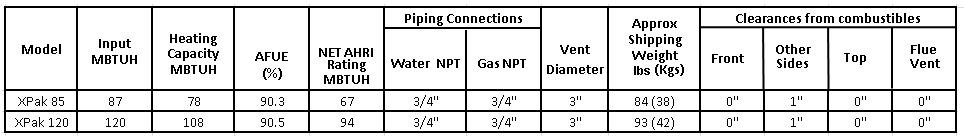 Model Input MBTUH Heating Capacity MBTUH AFUE (%) NET AHRI Rating MBTUH Piping Connections Water NPT Gas NPT Vent Diameter Approx Shipping Weight lbs (Kgs) Clearances from combustibles Front Other Sides Top Flue Vent
XPak 85 87 78 90.3 67 3/4" 3/4" 3" 84 (38) 0" 1" 0" 0"
XPak 120 120 108 90.5 94 3/4" 3/4" 3" 93 (42) 0" 1" 0" 0"